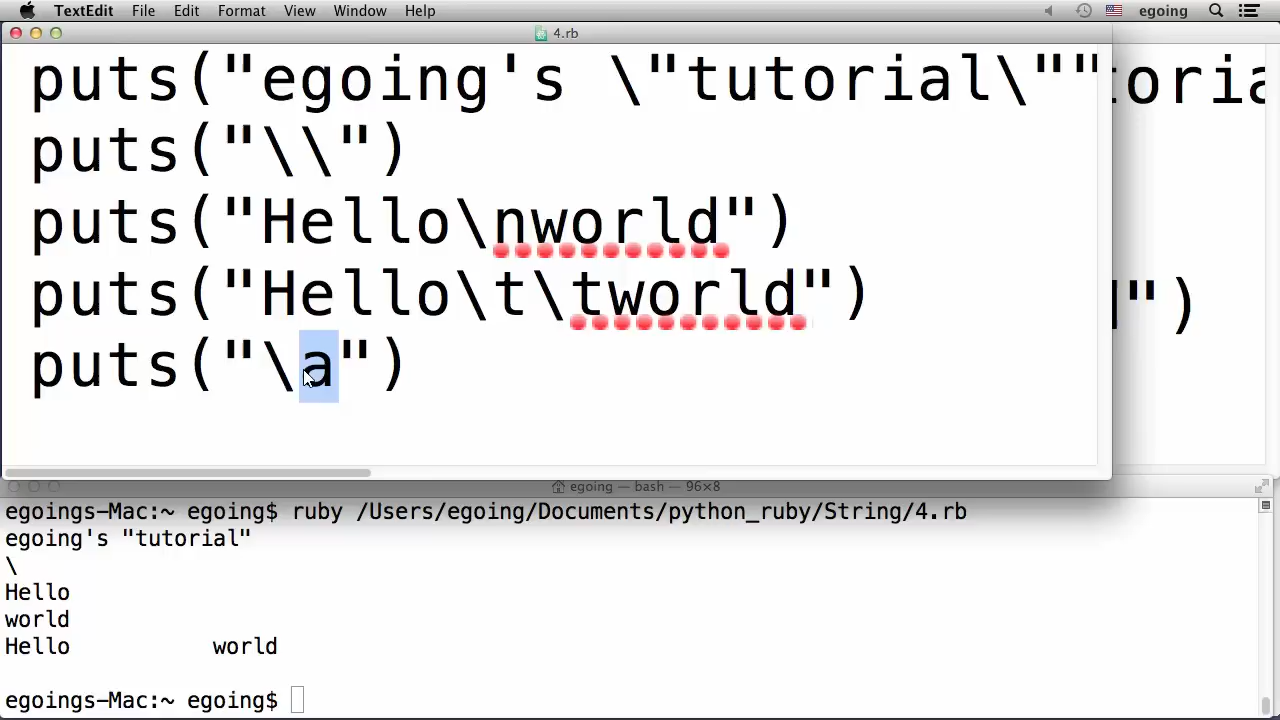 TextEdit File Edit Format View Window Help egoing
4.rb
puts("egoing's \"tutorial\""
toria
puts("\\")
puts("Hello\nworld")
puts("Hello\t\tworld")
")
puts("\a")
egoing — bash — 96×8
egoings-Mac:~ egoing$ ruby /Users/egoing/Documents/python_ruby/String/4.rb
egoing's "tutorial"
\
Hello
world
Hello world
egoings-Mac:~ egoing$